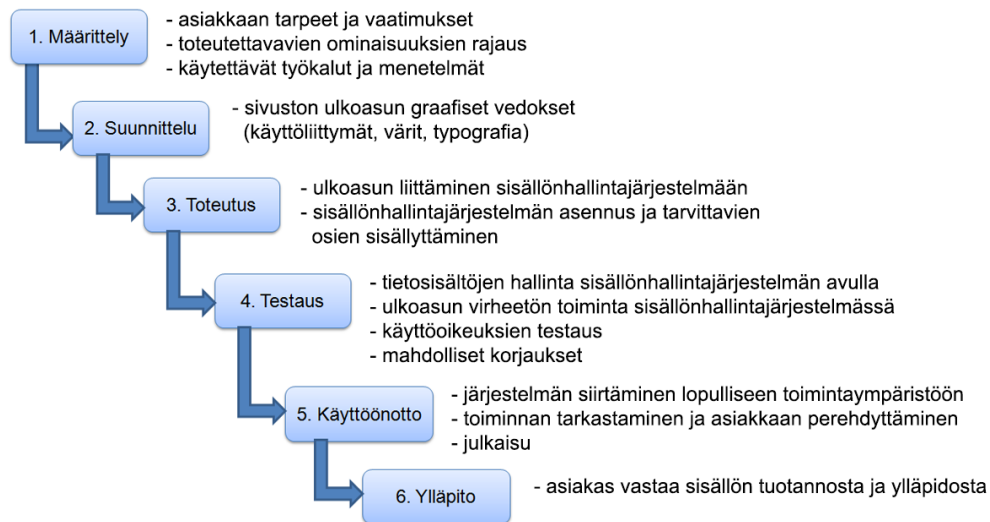 1. Määrittely
- asiakkaan tarpeet ja vaatimukset
- toteutettavavien ominaisuuksien rajaus
- käytettävät työkalut ja menetelmät
2. Suunnittelu
- sivuston ulkoasun graafiset vedokset
(käyttöliittymät, värit, typografia)
3. Toteutus
- ulkoasun liittäminen sisällönhallintajärjestelmään
- sisällönhallintajärjestelmän asennus ja tarvittavien
osien sisällyttäminen
4. Testaus
- tietosisältöjen hallinta sisällönhallintajärjestelmän avulla
- ulkoasun virheetön toiminta sisällönhallintajärjestelmässä
- käyttöoikeuksien testaus
- mahdolliset korjaukset
5. Käyttöönotto
- järjestelmän siirtäminen lopulliseen toimintaympäristöön
- toiminnan tarkastaminen ja asiakkaan perehdyttäminen
- julkaisu
6. Ylläpito
- asiakas vastaa sisällön tuotannosta ja ylläpidosta